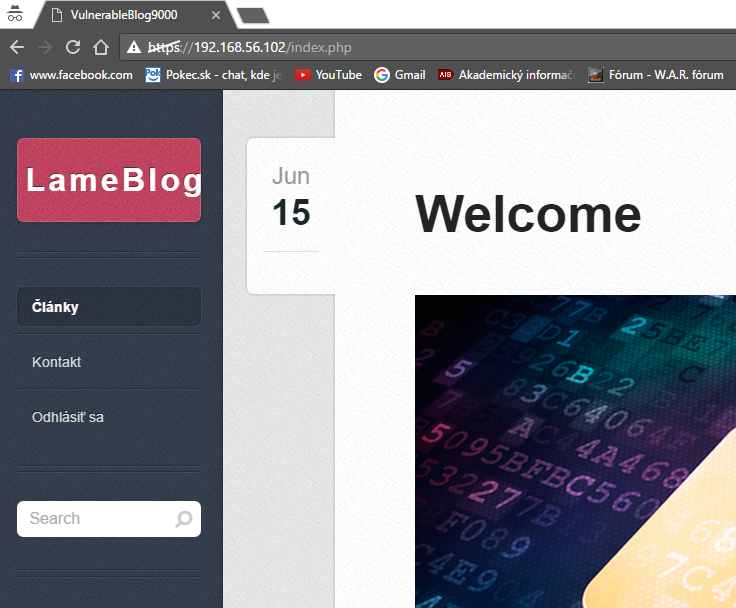 VulnerableBlog9000
https://192.168.56.102/index.php
www.facebook.com Pokec.sk - chat, kde je YouTube Gmail AIS Akademický informač Fórum - W.A.R. fórum
LameBlog
Jun
15
Welcome
Články
Kontakt
Odhlásiť sa
Search